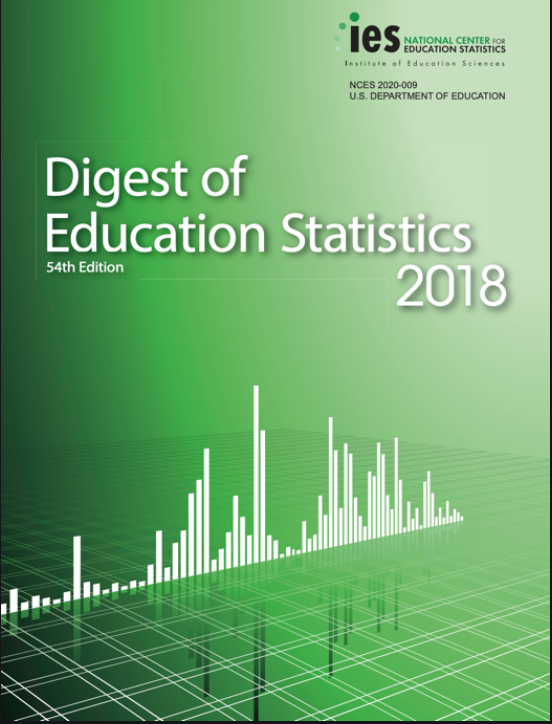 ies NATIONAL CENTER FOR
EDUCATION STATISTICS
Institute of Education Sciences
NCES 2020-009
U.S. DEPARTMENT OF EDUCATION
Digest of
Education Statistics
54th Edition
2018